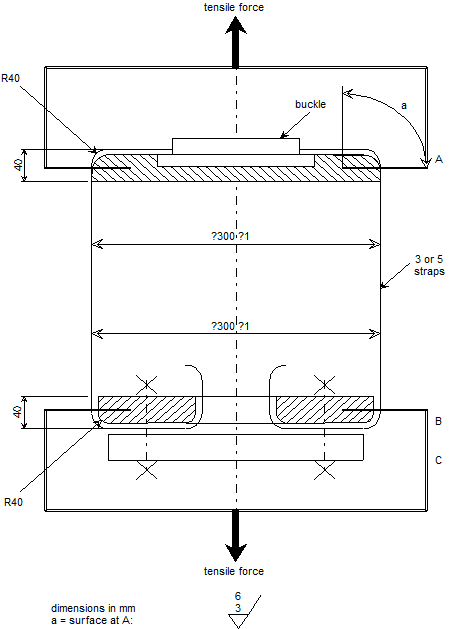 tensile force
R40
buckle
a
A
40
?300 ?1
3 or 5
straps
?300 ?1
40
B
C
R40
tensile force
dimensions in mm
a = surface at A:
6
3